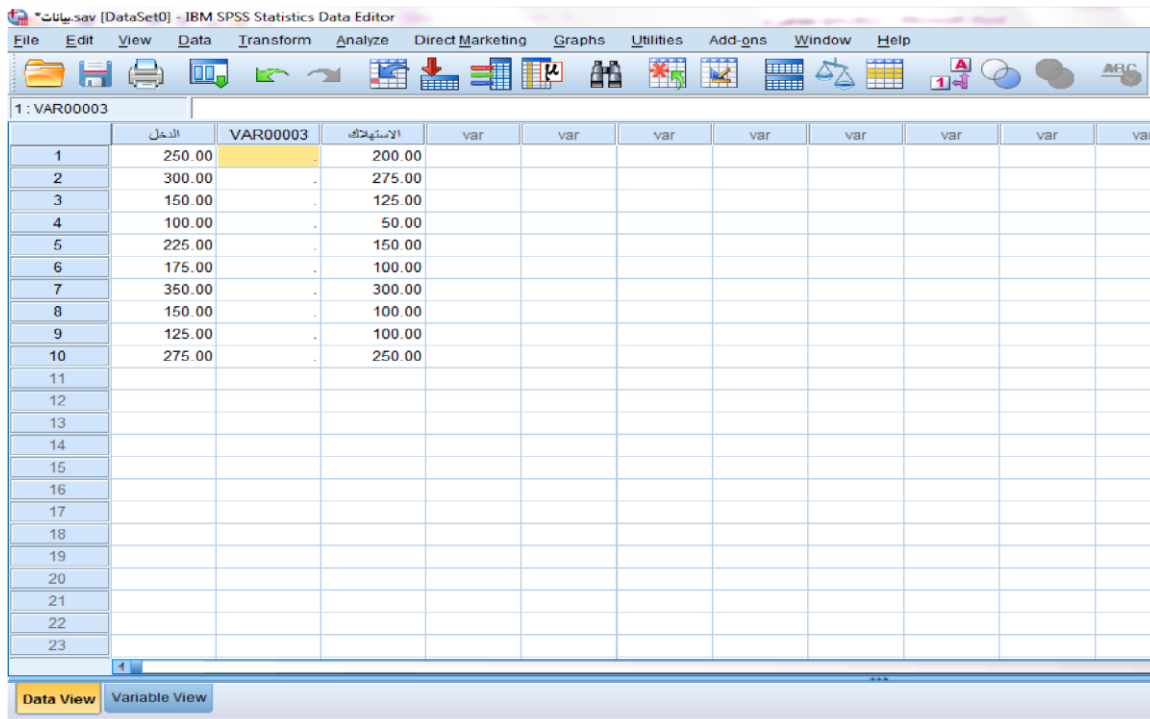 *بيانات.sav [DataSet0] - IBM SPSS Statistics Data Editor
File Edit View Data Transform Analyze Direct Marketing Graphs Utilities Add-ons Window Help
1 : VAR00003
الدخل VAR00003 الاستهلاك var var var var var var var var
1 250.00 . 200.00
2 300.00 . 275.00
3 150.00 . 125.00
4 100.00 . 50.00
5 225.00 . 150.00
6 175.00 . 100.00
7 350.00 . 300.00
8 150.00 . 100.00
9 125.00 . 100.00
10 275.00 . 250.00
11
12
13
14
15
16
17
18
19
20
21
22
23
Data View Variable View